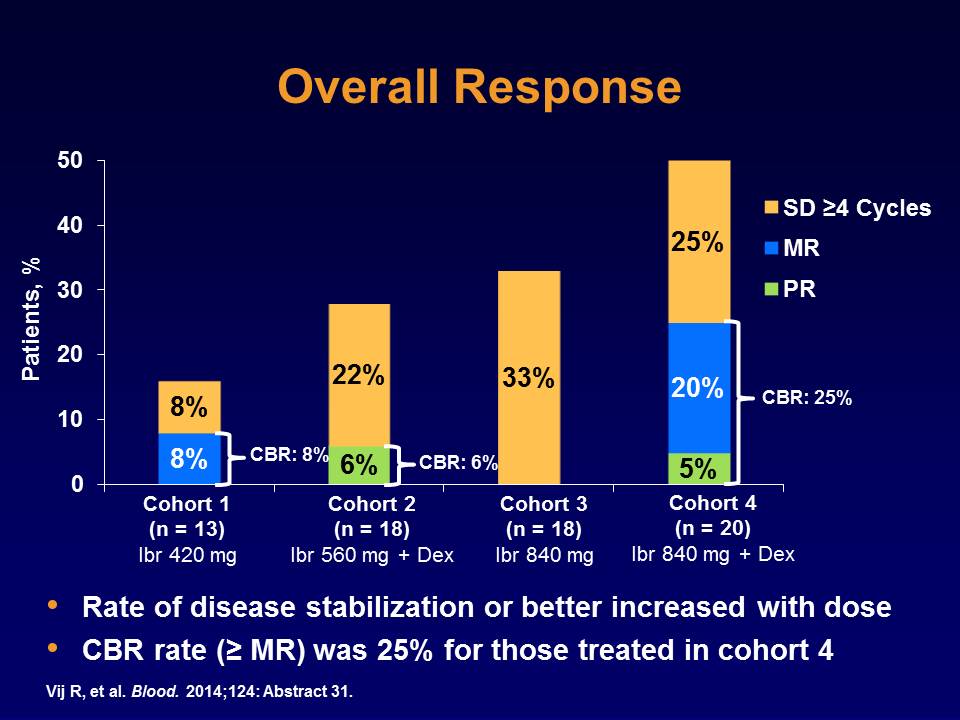 Overall Response
Patients, %
50
40
30
20
10
0
8%
8%
CBR: 8%
22%
6%
CBR: 6%
33%
25%
20%
5%
CBR: 25%
SD ≥4 Cycles
MR
PR
Cohort 1
(n = 13)
Ibr 420 mg
Cohort 2
(n = 18)
Ibr 560 mg + Dex
Cohort 3
(n = 18)
Ibr 840 mg
Cohort 4
(n = 20)
Ibr 840 mg + Dex
• Rate of disease stabilization or better increased with dose
• CBR rate (≥ MR) was 25% for those treated in cohort 4
Vij R, et al. Blood. 2014;124: Abstract 31.